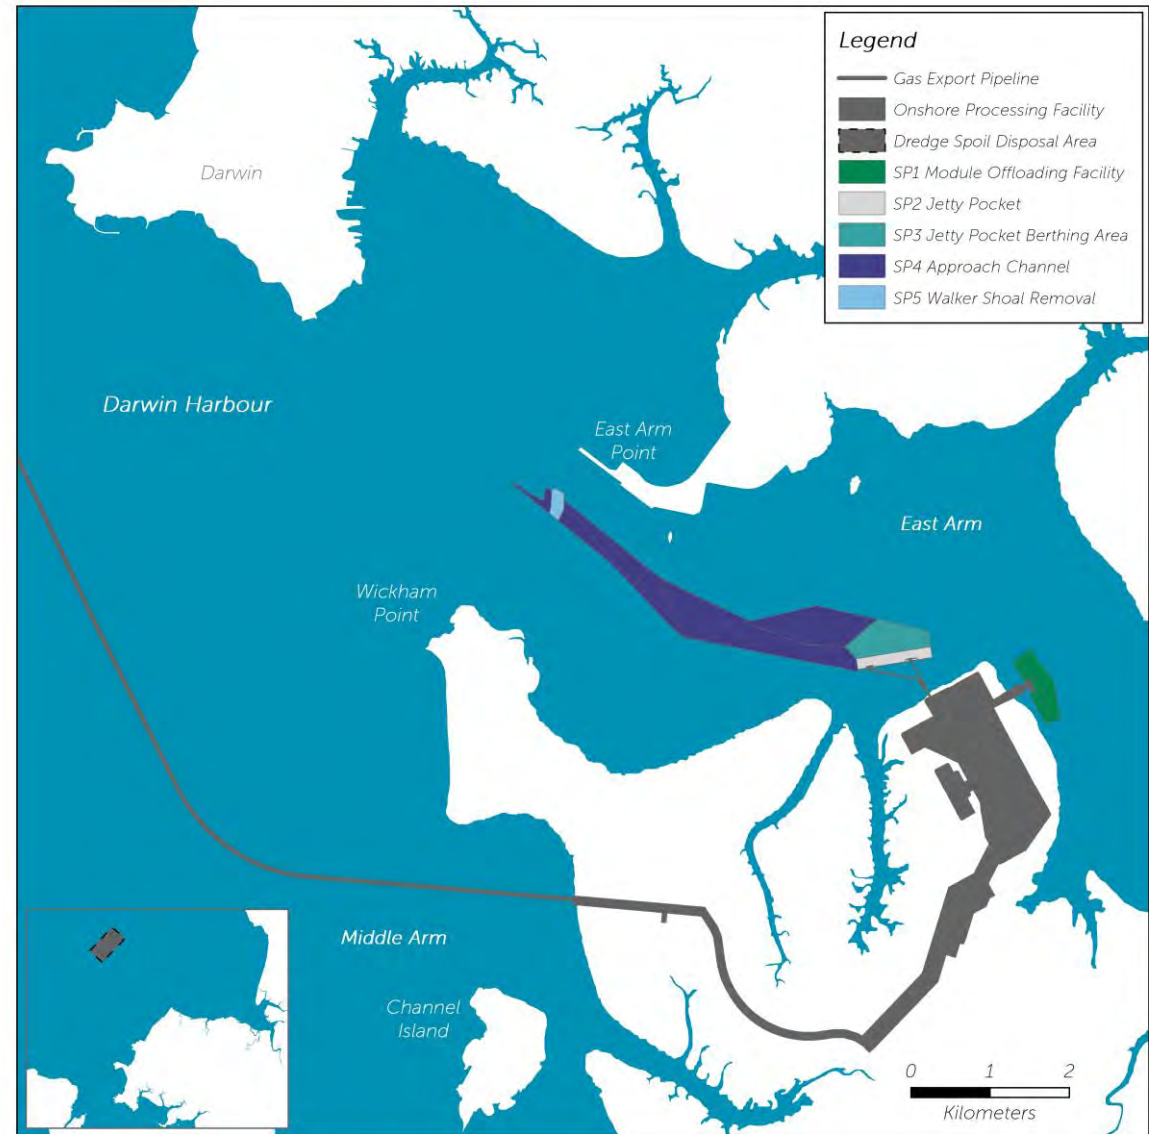 Legend
Gas Export Pipeline
Onshore Processing Facility
Dredge Spoil Disposal Area
SP1 Module Offloading Facility
SP2 Jetty Pocket
SP3 Jetty Pocket Berthing Area
SP4 Approach Channel
SP5 Walker Shoal Removal
Darwin
Darwin Harbour
East Arm
Point
East Arm
Wickham
Point
Middle Arm
Channel
Island
0 1 2
Kilometers